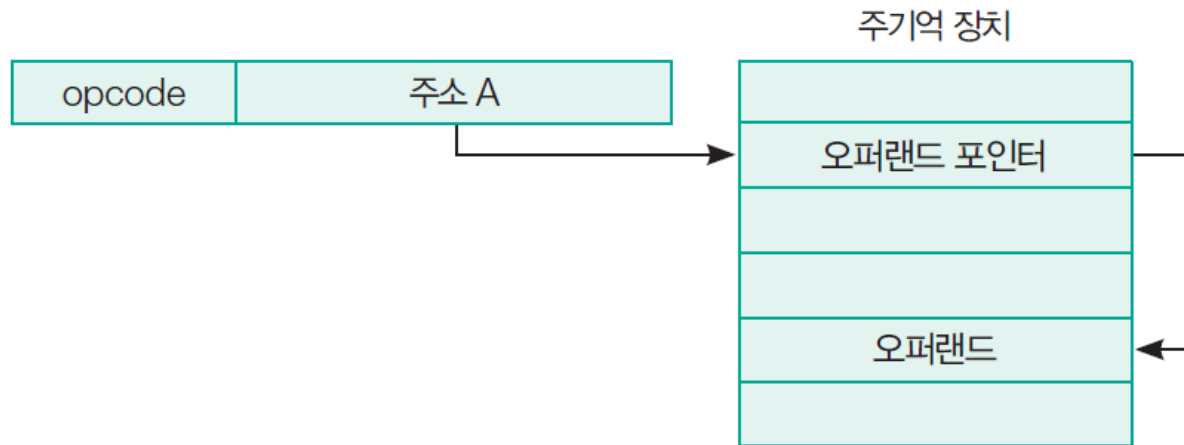 주기억 장치
opcode
주소 A
오퍼랜드 포인터
오퍼랜드